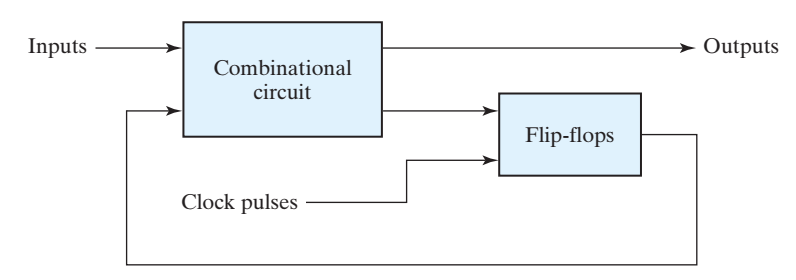 Inputs
Combinational
circuit
Outputs
Flip-flops
Clock pulses